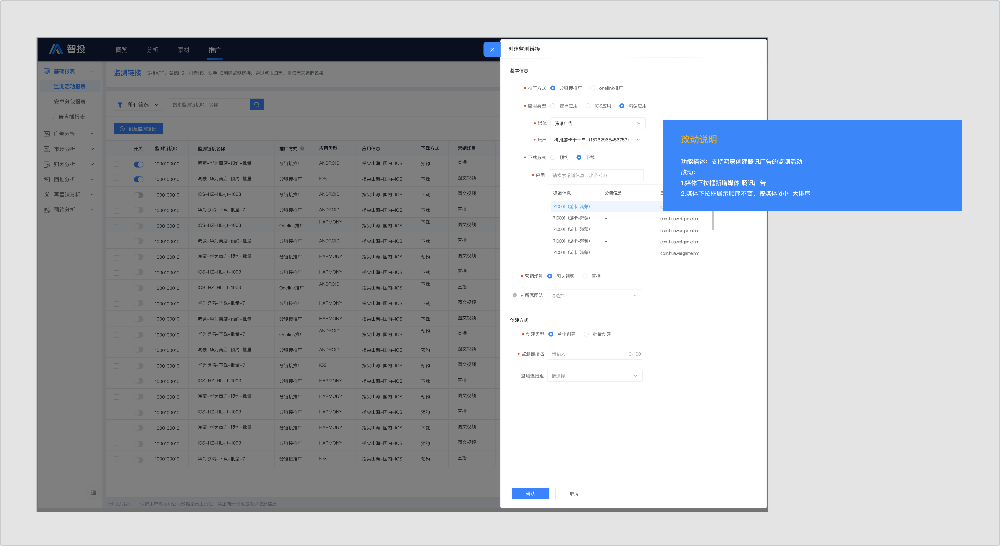 智投
概览 分析 素材 推广
基础报表
监测活动报表
安卓分包报表
广告直播报表
广告分析
市场分析
归因分析
回推分析
再营销分析
预约分析
监测链接 支持APP、微信H5、抖音H5、快手H5创建监测链接，通过点击归因、自归因来追踪效果
所有筛选 搜索监测链接ID、名称
创建监测链接
开关 监测链接ID 监测链接名称 推广方式 应用类型 应用信息 下载方式 营销场景
1000100010 鸿蒙-华为商店-预约-批量 分链接推广 ANDROID 指尖山海-国内-IOS 预约 直播
1000100010 鸿蒙-华为商店-预约-批量 分链接推广 IOS 指尖山海-国内-IOS 下载 图文视频
1000100010 IOS-HZ-HL-jt-1003 分链接推广 ANDROID 指尖山海-国内-IOS 下载 图文视频
1000100010 华为惊鸿-下载-批量-7 分链接推广 ANDROID 指尖山海-国内-IOS 下载 直播
1000100010 IOS-HZ-HL-jt-1003 Onelink推广 HARMONY 指尖山海-国内-IOS 下载 图文视频
1000100010 鸿蒙-华为商店-预约-批量 分链接推广 ANDROID 指尖山海-国内-IOS 下载 直播
1000100010 鸿蒙-华为商店-预约-批量 分链接推广 HARMONY 指尖山海-国内-IOS 预约 图文视频
1000100010 IOS-HZ-HL-jt-1003 分链接推广 HARMONY 指尖山海-国内-IOS 下载 直播
1000100010 IOS-HZ-HL-jt-1003 Onelink推广 ANDROID 指尖山海-国内-IOS 下载 直播
1000100010 华为惊鸿-下载-批量-7 分链接推广 HARMONY 指尖山海-国内-IOS 下载 图文视频
1000100010 鸿蒙-华为商店-预约-批量 分链接推广 HARMONY 指尖山海-国内-IOS 下载 图文视频
1000100010 华为惊鸿-下载-批量-7 Onelink推广 ANDROID 指尖山海-国内-IOS 预约 直播
1000100010 鸿蒙-华为商店-预约-批量 分链接推广 ANDROID 指尖山海-国内-IOS 预约 图文视频
1000100010 华为惊鸿-下载-批量-7 分链接推广 IOS 指尖山海-国内-IOS 预约 图文视频
1000100010 IOS-HZ-HL-jt-1003 分链接推广 HARMONY 指尖山海-国内-IOS 下载 直播
1000100010 鸿蒙-华为商店-预约-批量 分链接推广 HARMONY 指尖山海-国内-IOS 预约 图文视频
1000100010 IOS-HZ-HL-jt-1003 分链接推广 HARMONY 指尖山海-国内-IOS 预约 直播
1000100010 鸿蒙-华为商店-预约-批量 分链接推广 HARMONY 指尖山海-国内-IOS 下载 图文视频
1000100010 IOS-HZ-HL-jt-1003 分链接推广 HARMONY 指尖山海-国内-IOS 预约 图文视频
1000100010 华为惊鸿-下载-批量-7 分链接推广 IOS 指尖山海-国内-IOS 预约 直播
联系我们 保护用户隐私和公司数据是员工责任，禁止向无权限者提供敏感信息
创建监测链接
基本信息
推广方式 分链接推广 onelink推广
应用类型 安卓应用 iOS应用 鸿蒙应用
媒体 腾讯广告
账户 杭州游卡十一户（15782965456757）
下载方式 预约 下载
应用 请搜索渠道信息、小游戏ID
渠道信息 分包信息
710001（游卡-鸿蒙） -
710001（游卡-鸿蒙） - com.huawei.game.hm
710001（游卡-鸿蒙） - com.huawei.game.hm
710001（游卡-鸿蒙） - com.huawei.game.hm
710001（游卡-鸿蒙） - com.huawei.game.hm
营销场景 图文视频 直播
所属团队 请选择
创建方式
创建类型 单个创建 批量创建
监测链接名 请输入 0/100
监测连接组 请选择
确认 取消
改动说明
功能描述：支持鸿蒙创建腾讯广告的监测活动
改动：
1.媒体下拉框新增媒体 腾讯广告
2.媒体下拉框展示顺序不变，按媒体id小-大排序